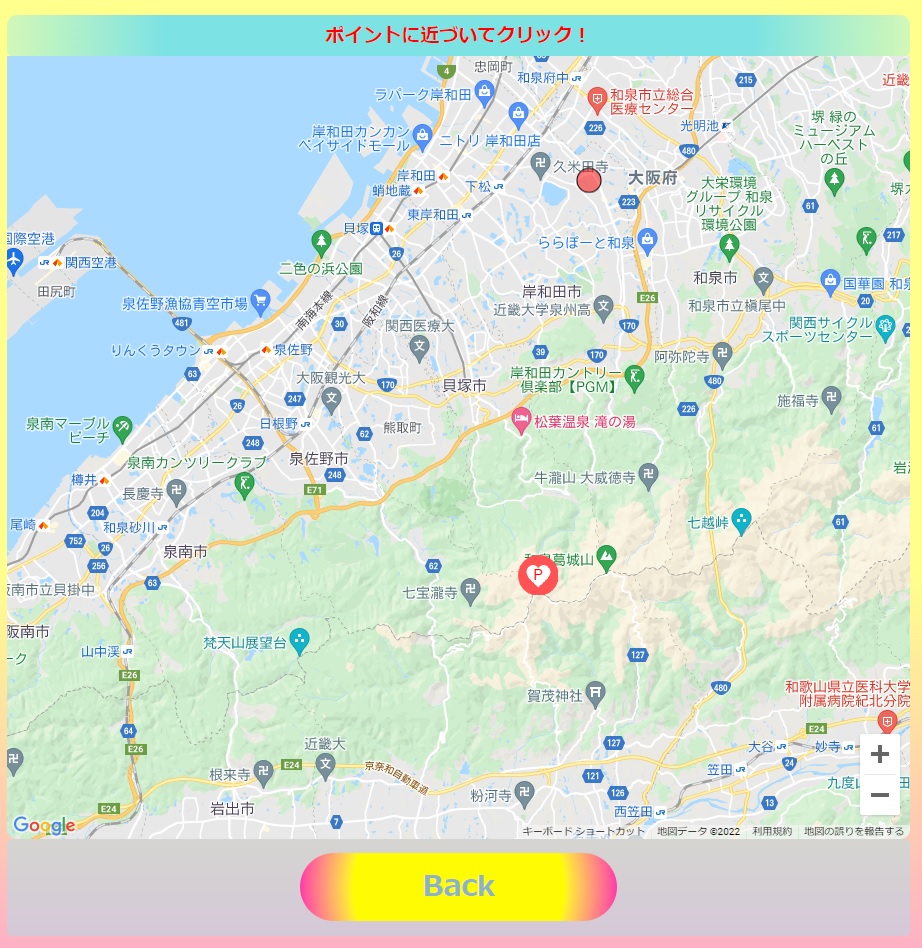 ポイントに近づいてクリック！
忠岡町
和泉府中
4
215
近畿
ラパーク岸和田
和泉市立総合
医療センター
堺 緑の
ミュージアム
ハーベスト
の丘
岸和田カンカン
ベイサイドモール
ニトリ 岸和田店
226
光明池
480
久米田寺
大阪府
岸和田
蛸地蔵
下松
大栄環境
グループ 和泉
リサイクル
環境公園
東岸和田
223
61
貝塚
26
ららぽーと和泉
217
国際空港
関西空港
二色の浜公園
和泉市
田尻町
泉佐野漁協青空市場
南海本線
阪和線
岸和田市
E26
和泉市立槇尾中
国華園 和泉
20
481
30
関西医療大
近畿大学泉州高
170
関西サイクル
スポーツセンター
りんくうタウン
泉佐野
39
170
阿弥陀寺
63
大阪観光大
170
貝塚市
岸和田カントリー
倶楽部【PGM】
480
26
247
226
施福寺
泉南マーブル
ビーチ
日根野
62
熊取町
松葉温泉 滝の湯
61
248
泉南カンツリークラブ
泉佐野市
248
牛瀧山 大威徳寺
樽井
長慶寺
E71
尾崎
204
和泉砂川
七越峠
61
752
26
泉南市
256
62
和泉葛城山
P
阪南市立貝掛中
63
七宝瀧寺
阪南市
梵天山展望台
山中渓
127
E26
賀茂神社
480
和歌山県立医科大学
附属病院紀北分院
64
E26
近畿大
127
E24
大谷
妙寺
根来寺
E24
京奈和自動車道
121
笠田
24
粉河寺
126
九度山
E24
岩出市
7
西笠田
13
Google
キーボード ショートカット 地図データ ©2022 利用規約 地図の誤りを報告する
Back